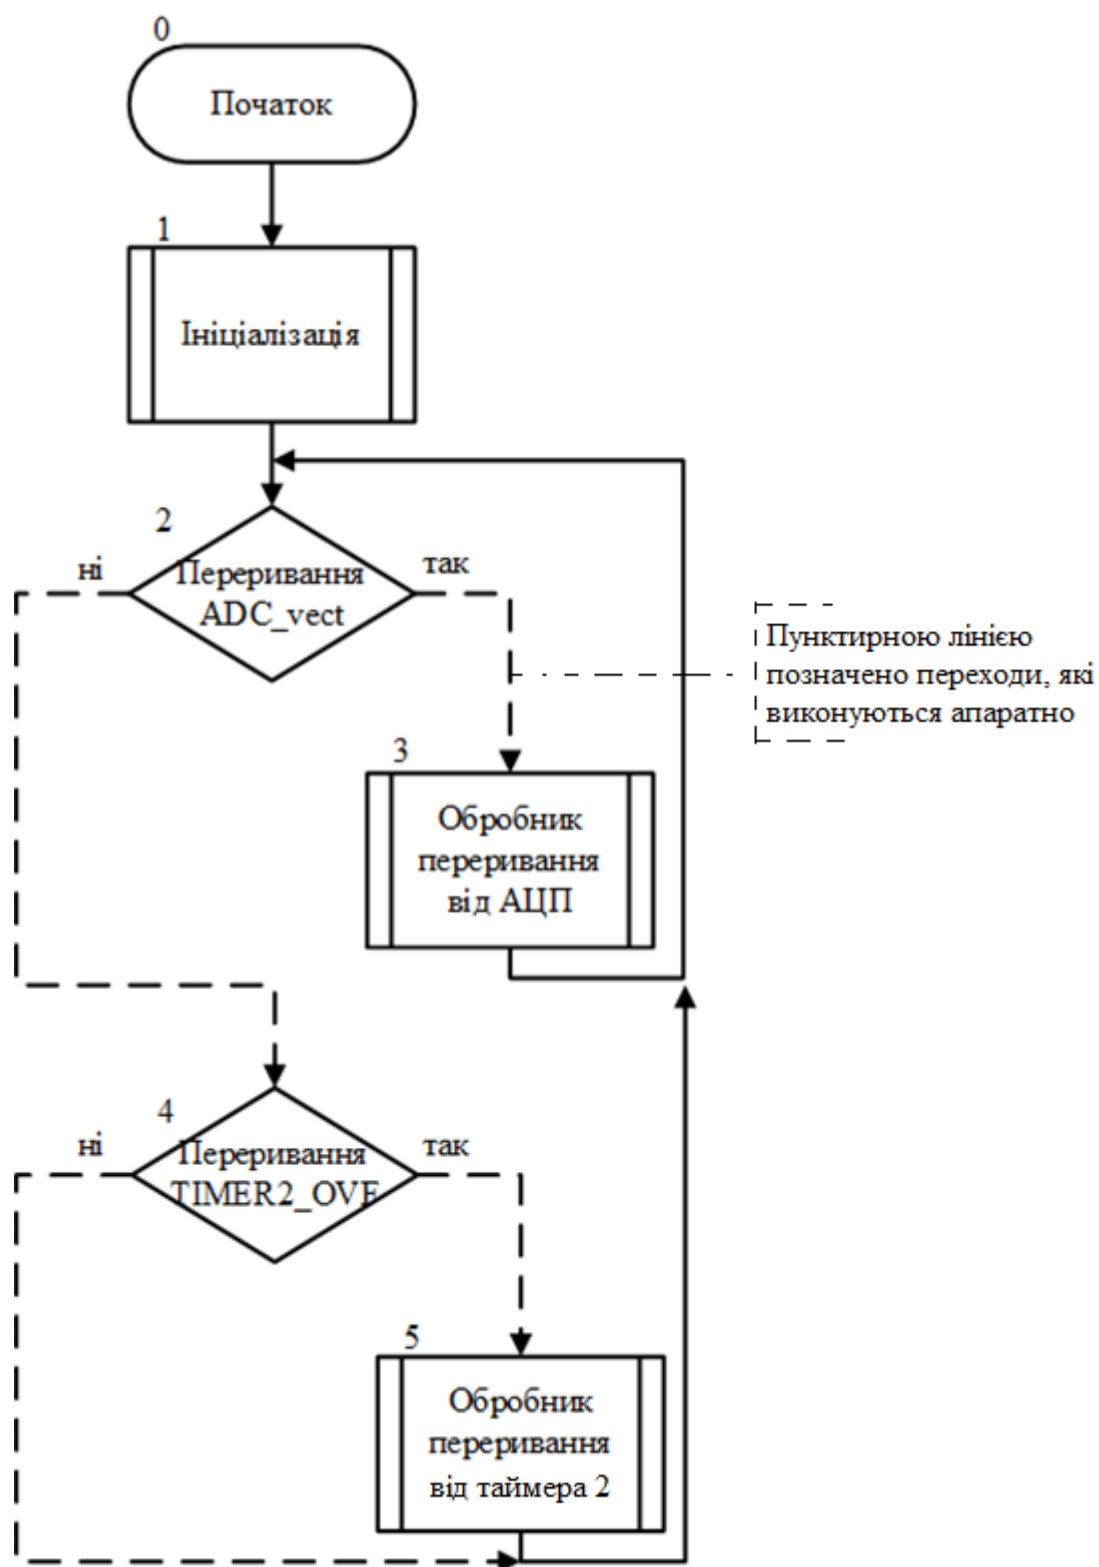 0
Початок
1
Ініціалізація
2
ні
так
Переривання
ADC_vect
Пунктирною лінією
позначено переходи, які
виконуються апаратно
3
Обробник
переривання
від АЦП
4
ні
так
Переривання
TIMER2_OVF
5
Обробник
переривання
від таймера 2